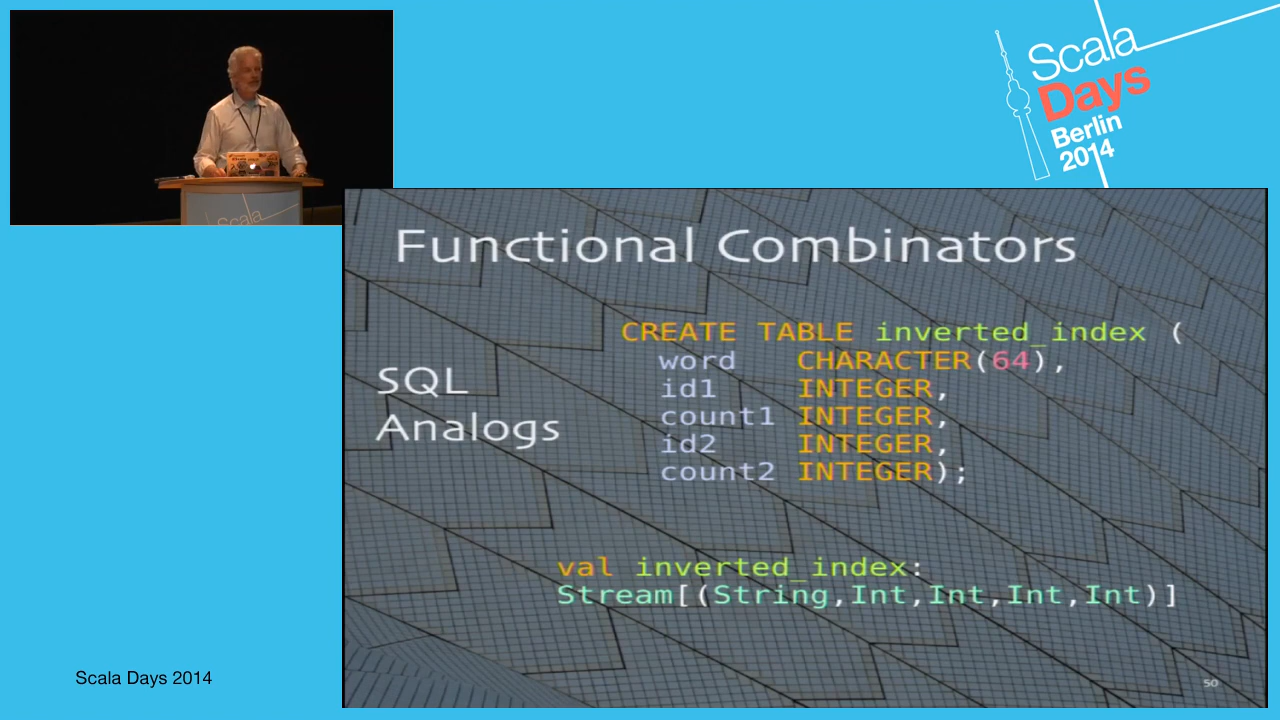 Scala
Days
Berlin
2014
Scala
Functional Combinators
SQL
Analogs
CREATE TABLE inverted_index (
word CHARACTER(64),
id1 INTEGER,
count1 INTEGER,
id2 INTEGER,
count2 INTEGER);
val inverted_index:
Stream[(String,Int,Int,Int,Int)]
50
Scala Days 2014